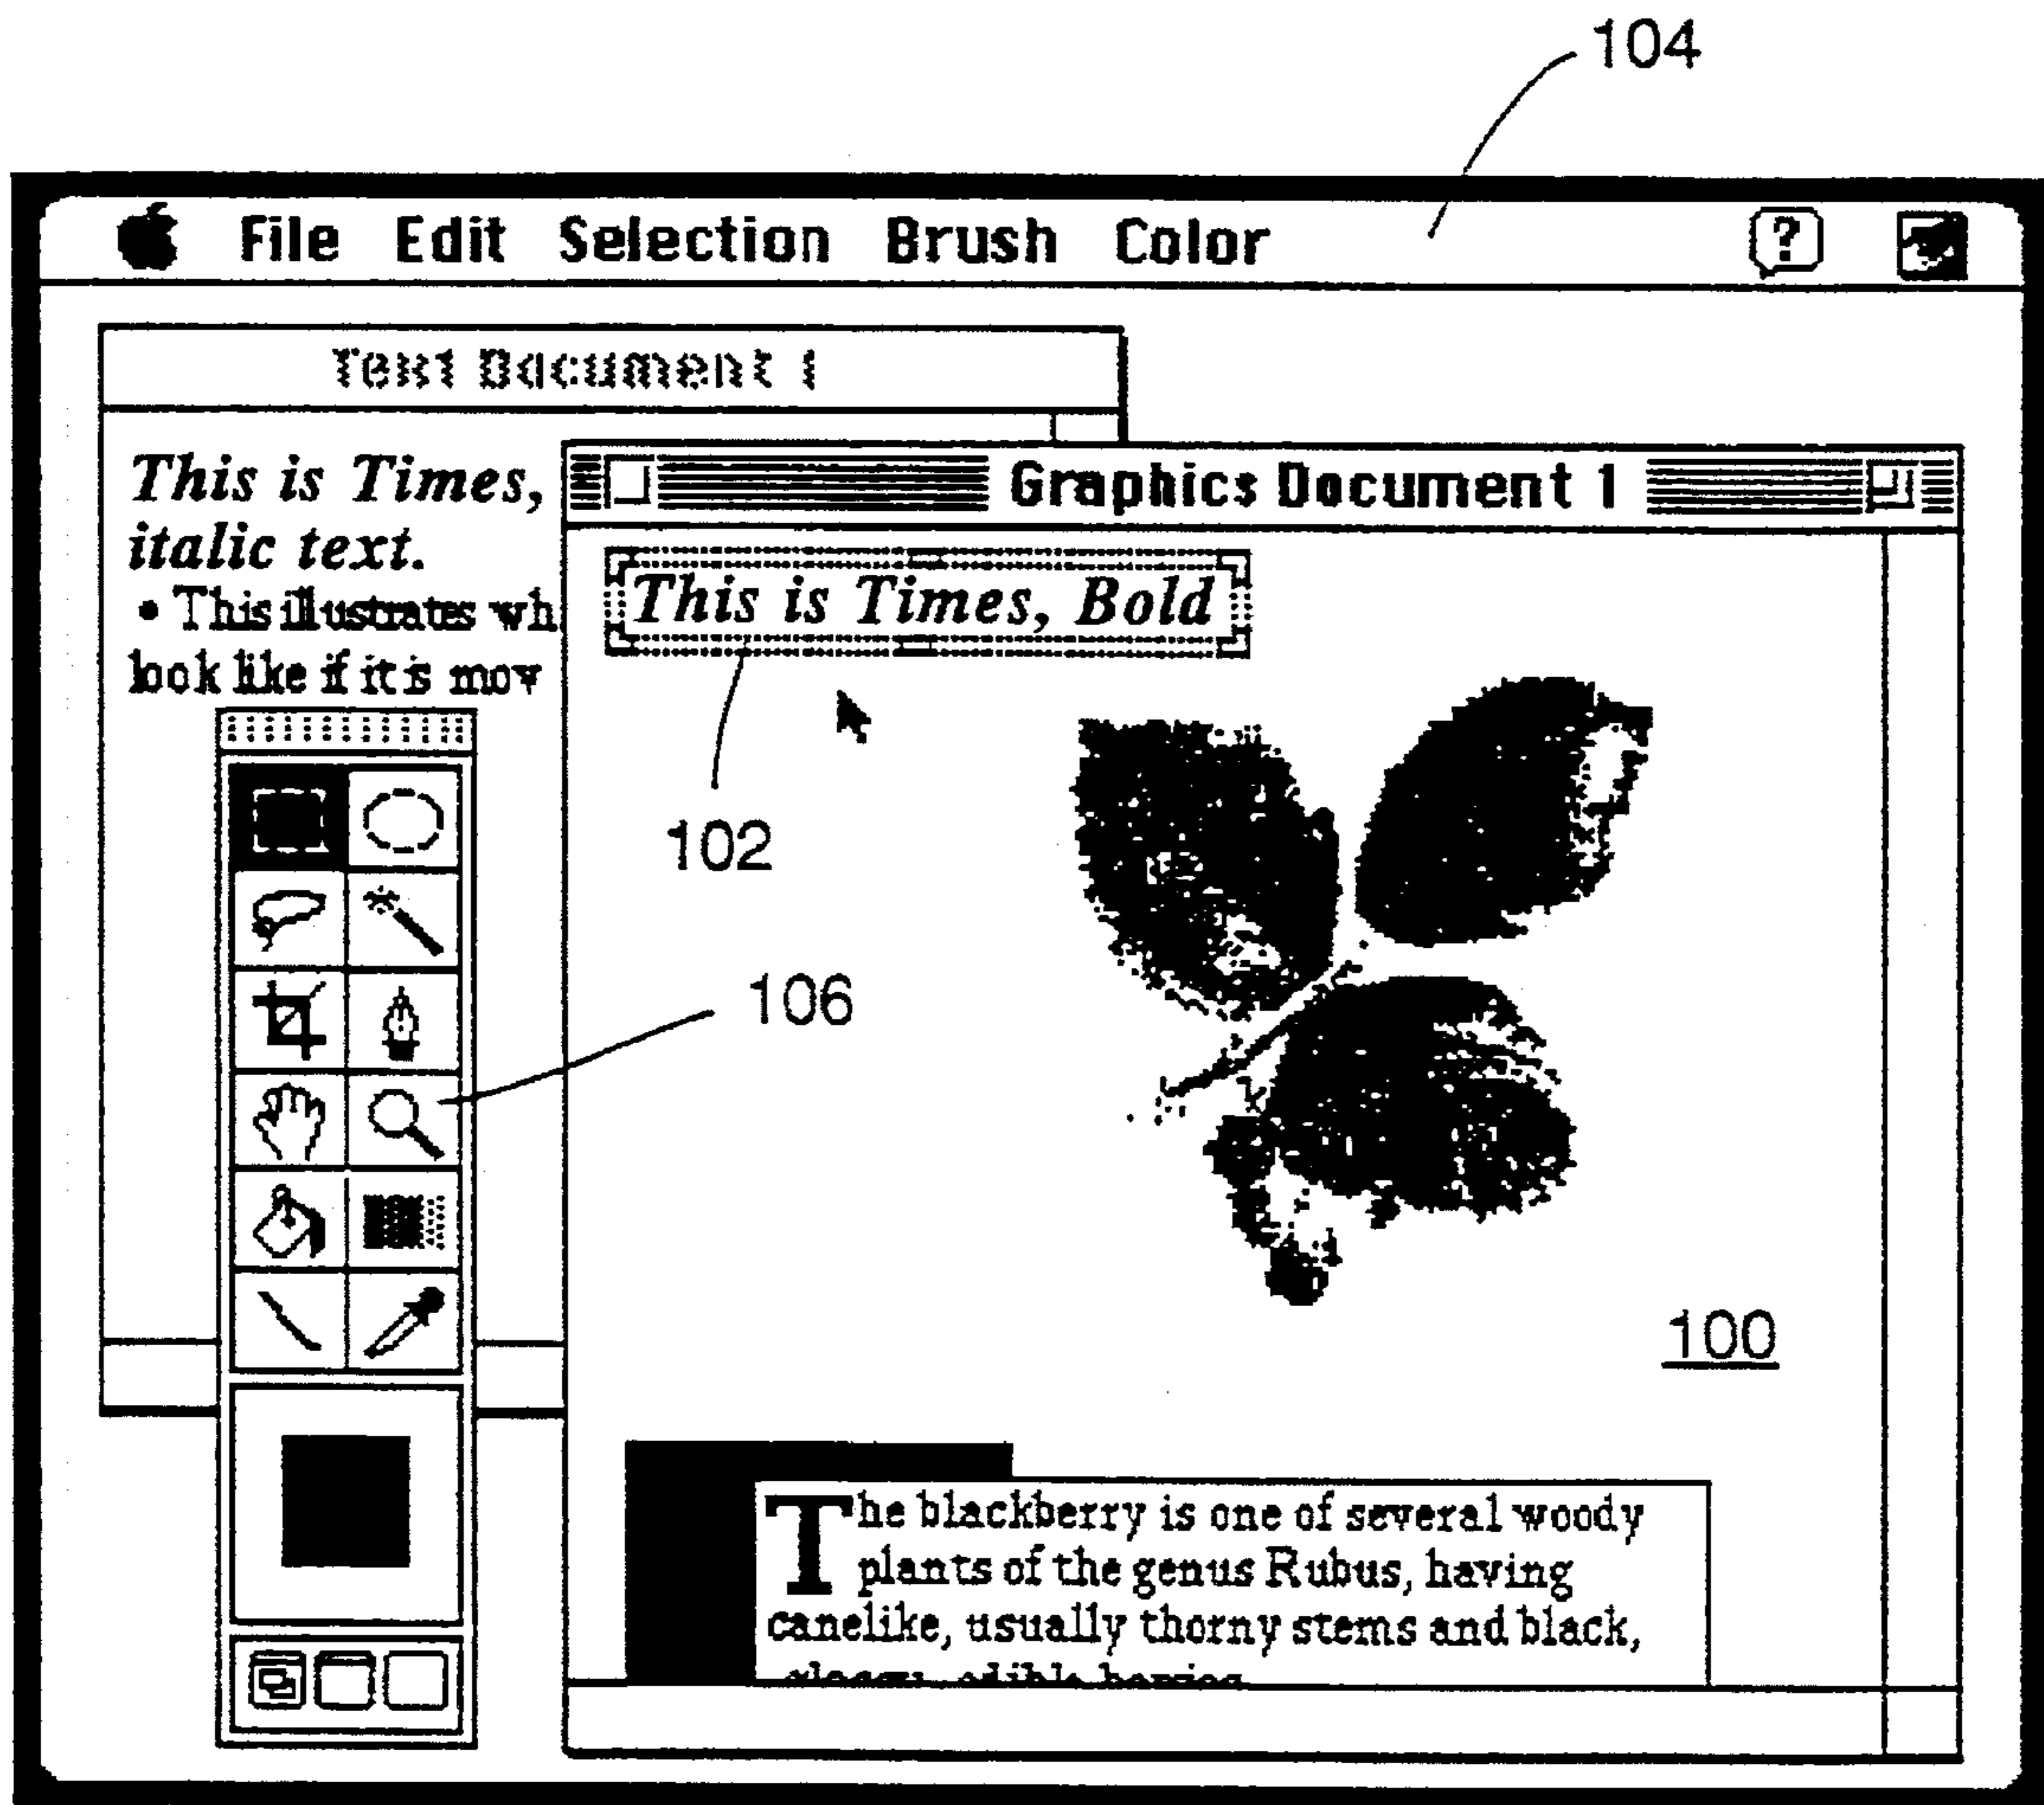 104
File Edit Selection Brush Color ?
Text Document 1
This is Times,
italic text.
• This illustrates wh
look like if it is mov
Graphics Document 1
This is Times, Bold
102
106
100
The blackberry is one of several woody
plants of the genus Rubus, having
canelike, usually thorny stems and black,